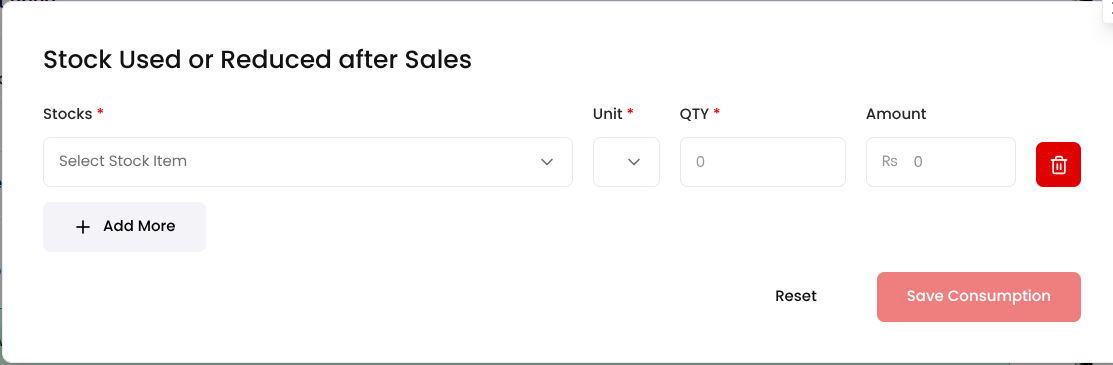 Stock Used or Reduced after Sales
Stocks * Unit * QTY * Amount
Select Stock Item 0 Rs 0
+ Add More
Reset Save Consumption